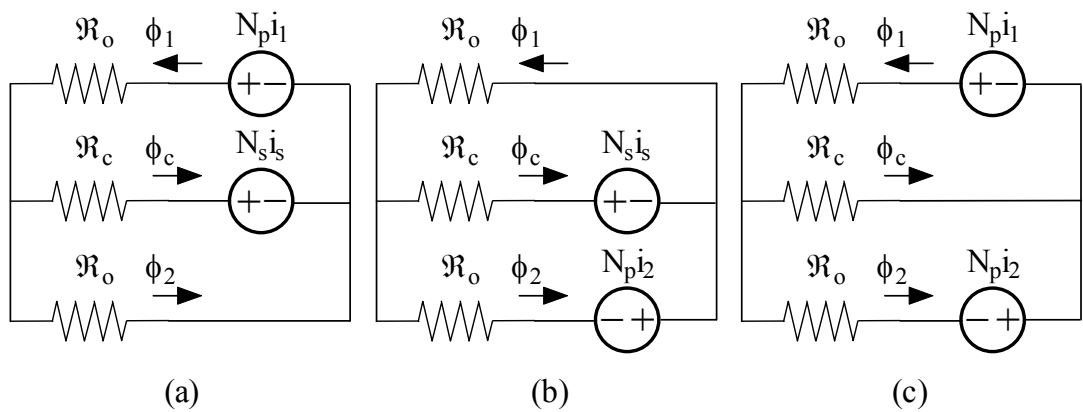 ℜo ϕ1 Npi1
+ −
ℜc ϕc Nsis
+ −
ℜo ϕ2
(a)
ℜo ϕ1
ℜc ϕc Nsis
+ −
ℜo ϕ2 Npi2
− +
(b)
ℜo ϕ1 Npi1
+ −
ℜc ϕc
ℜo ϕ2 Npi2
− +
(c)